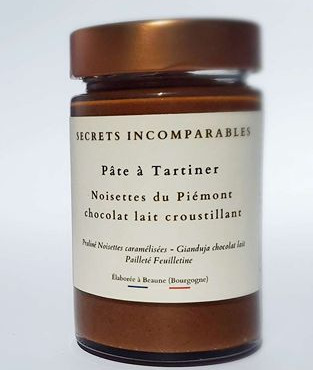 SECRETS INCOMPARABLES
Pâte à Tartiner
Noisettes du Piémont
chocolat lait croustillant
Praliné Noisettes caramélisées - Gianduja chocolat lait
Pailleté Feuilletine
Élaborée à Beaune (Bourgogne)